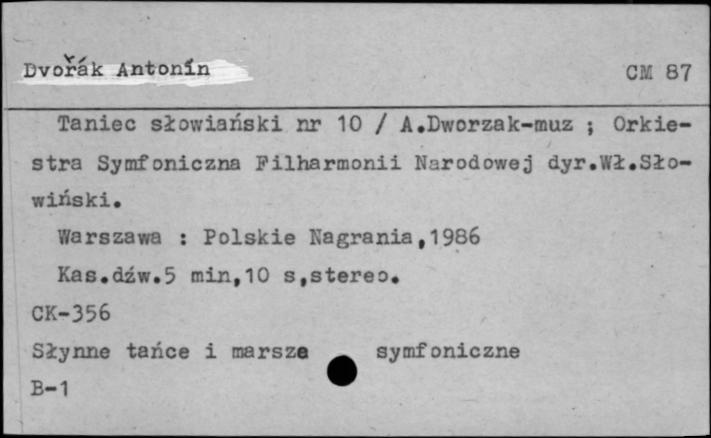 Dvořák Antonín
CM 87
Taniec słowiański nr 10 / A.Dworzak-muz ; Orkie-
stra Symfoniczna Filharmonii Narodowej dyr.Wł.Sło-
wiński.
Warszawa : Polskie Nagrania,1986
Kas.dźw.5 min,10 s,stereo.
CK-356
Słynne tańce i marsze symfoniczne
B-1